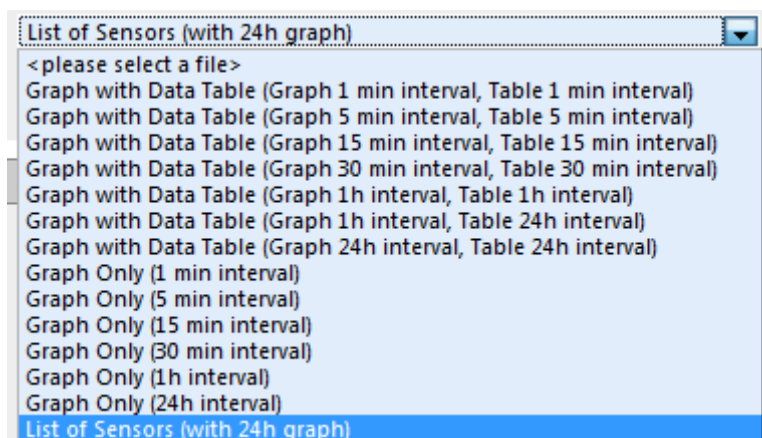 List of Sensors (with 24h graph)
<please select a file>
Graph with Data Table (Graph 1 min interval, Table 1 min interval)
Graph with Data Table (Graph 5 min interval, Table 5 min interval)
Graph with Data Table (Graph 15 min interval, Table 15 min interval)
Graph with Data Table (Graph 30 min interval, Table 30 min interval)
Graph with Data Table (Graph 1h interval, Table 1h interval)
Graph with Data Table (Graph 1h interval, Table 24h interval)
Graph with Data Table (Graph 24h interval, Table 24h interval)
Graph Only (1 min interval)
Graph Only (5 min interval)
Graph Only (15 min interval)
Graph Only (30 min interval)
Graph Only (1h interval)
Graph Only (24h interval)
List of Sensors (with 24h graph)